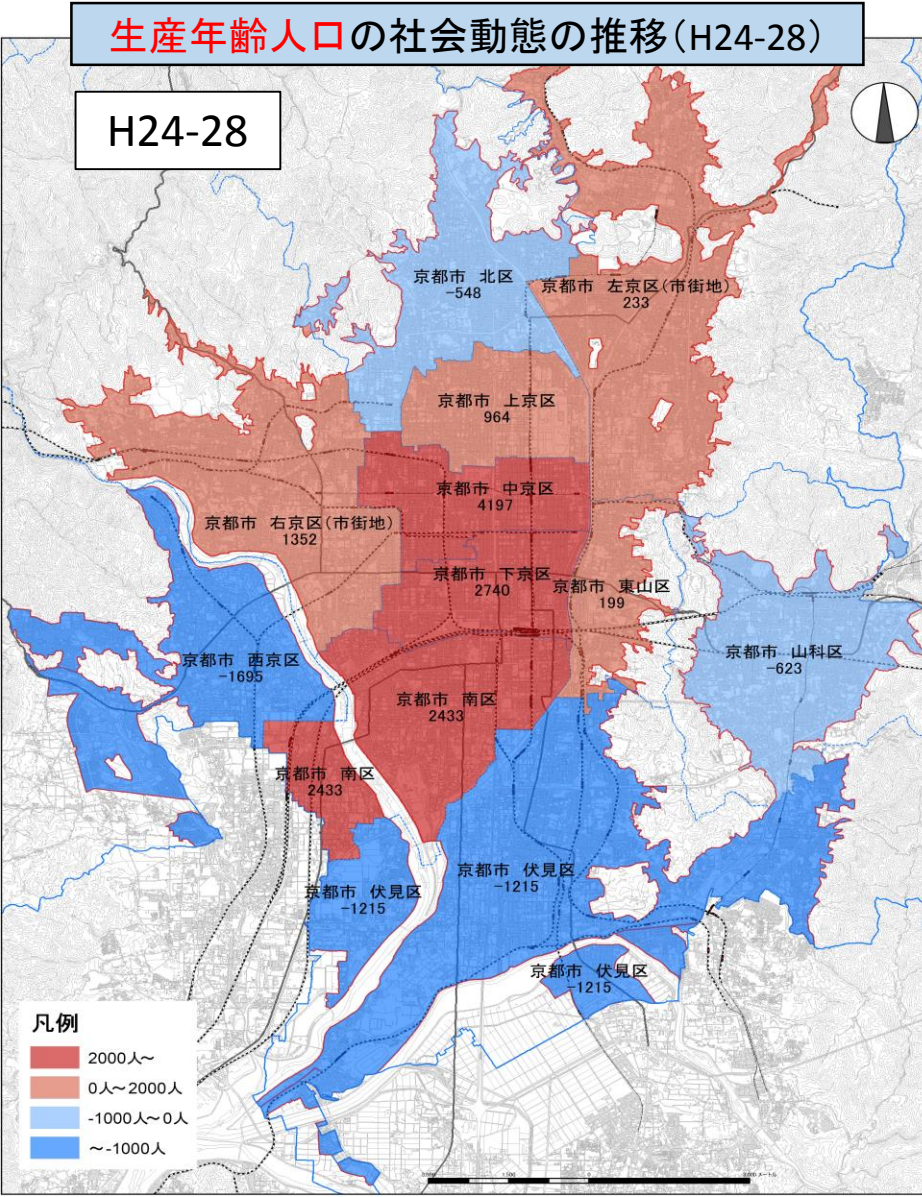 生産年齢人口の社会動態の推移(H24-28)
H24-28
京都市 北区
-548
京都市 左京区(市街地)
233
京都市 上京区
964
京都市 中京区
4197
京都市 右京区(市街地)
1352
京都市 下京区
2740
京都市 東山区
199
京都市 西京区
-1695
京都市 山科区
-623
京都市 南区
2433
京都市 南区
2433
京都市 伏見区
-1215
京都市 伏見区
-1215
京都市 伏見区
-1215
凡例
2000人~
0人~2000人
-1000人~0人
~-1000人